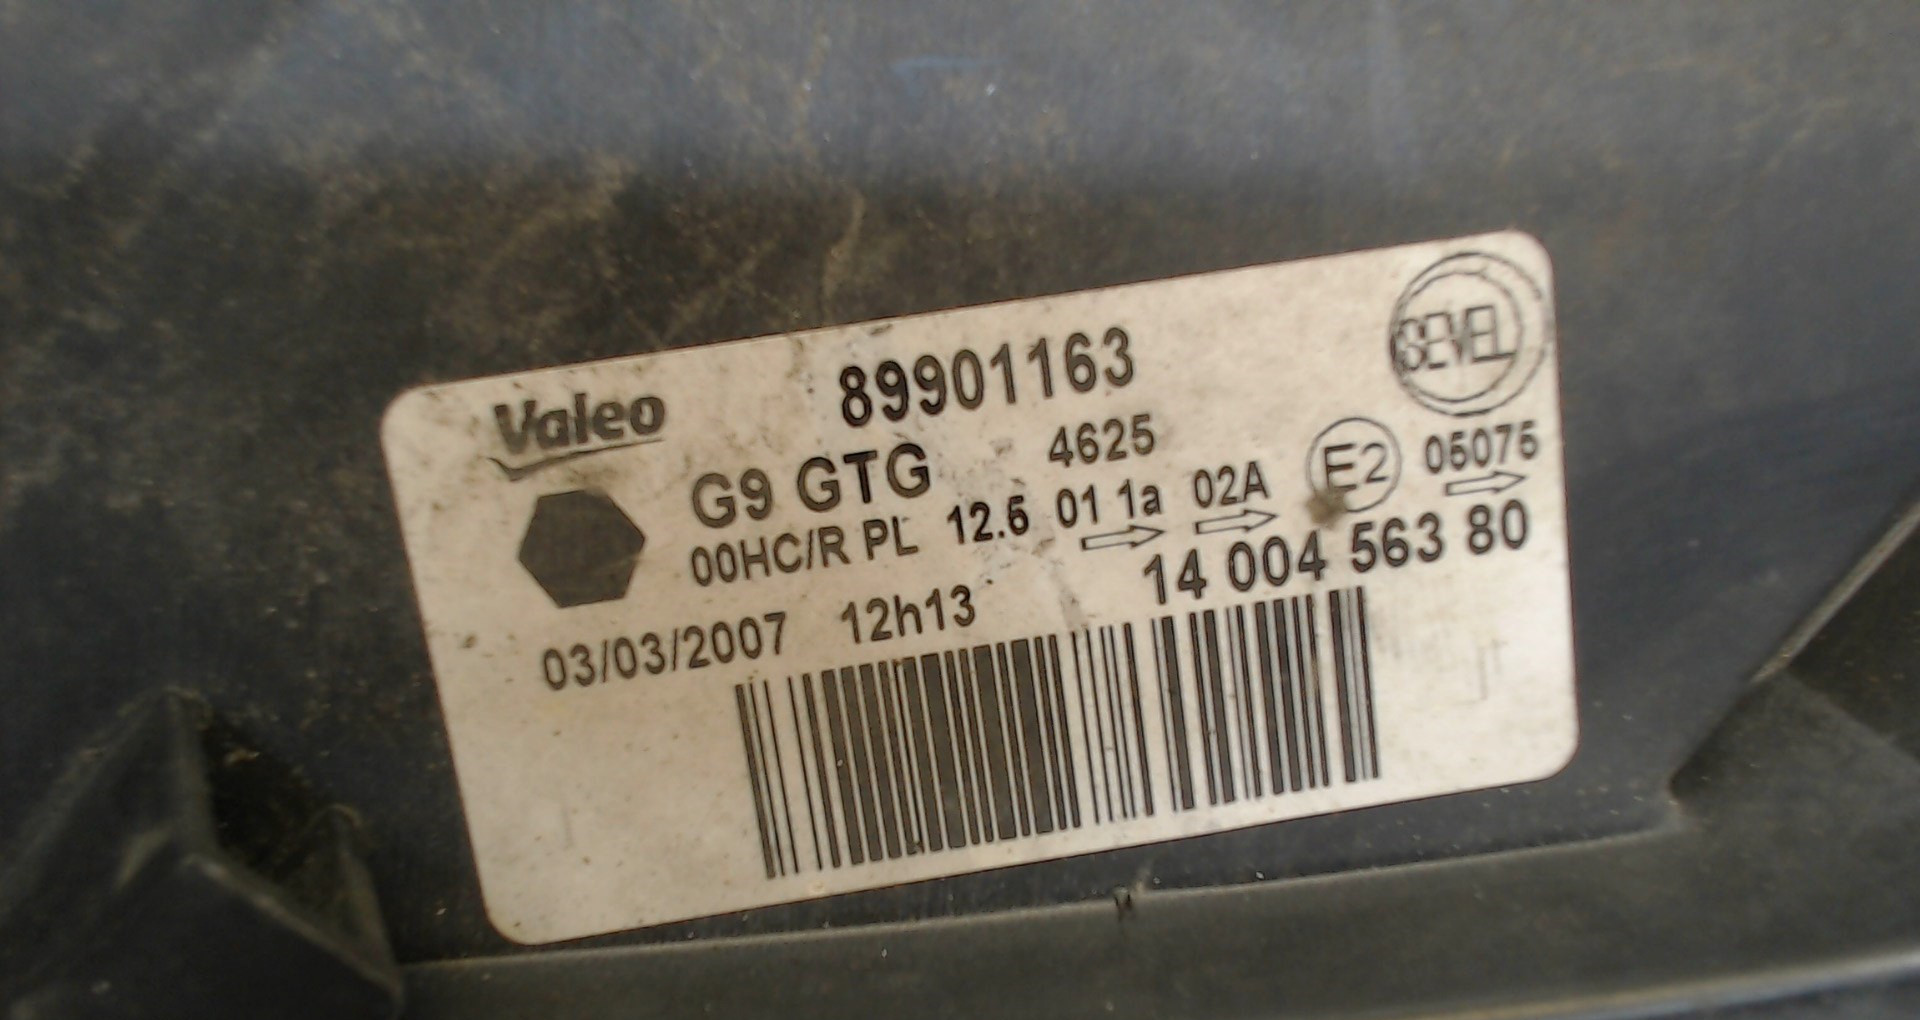 Valeo 89901163 SEVEL
G9 GTG 4625
00HC/R PL 12.5 01 1a 02A E2 05075
14 004 563 80
03/03/2007 12h13